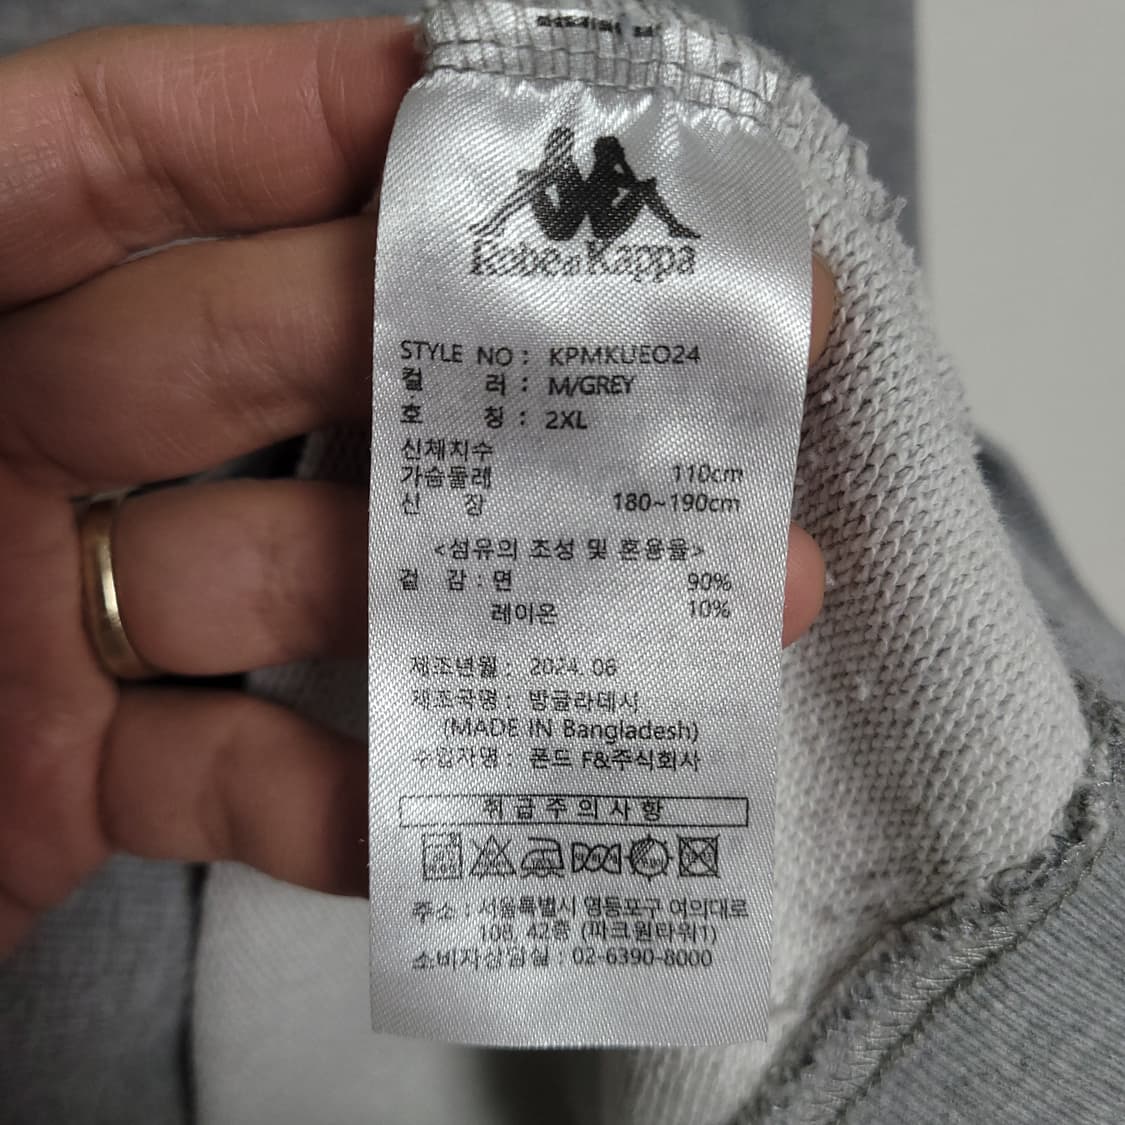 Robe di Kappa
STYLE NO : KPMKUEO24
컬 러 : M/GREY
호 칭 : 2XL
신체치수
가슴둘레 110cm
신 장 180~190cm
<섬유의 조성 및 혼용율>
겉 감 : 면 90%
레이온 10%
제조년월 : 2024. 06
제조국명 : 방글라데시
(MADE IN Bangladesh)
수입자명 : 폰드 F&주식회사
취급주의사항
주소 : 서울특별시 영등포구 여의대로
108, 42층 (파크원타워1)
소비자상담실 : 02-6390-8000